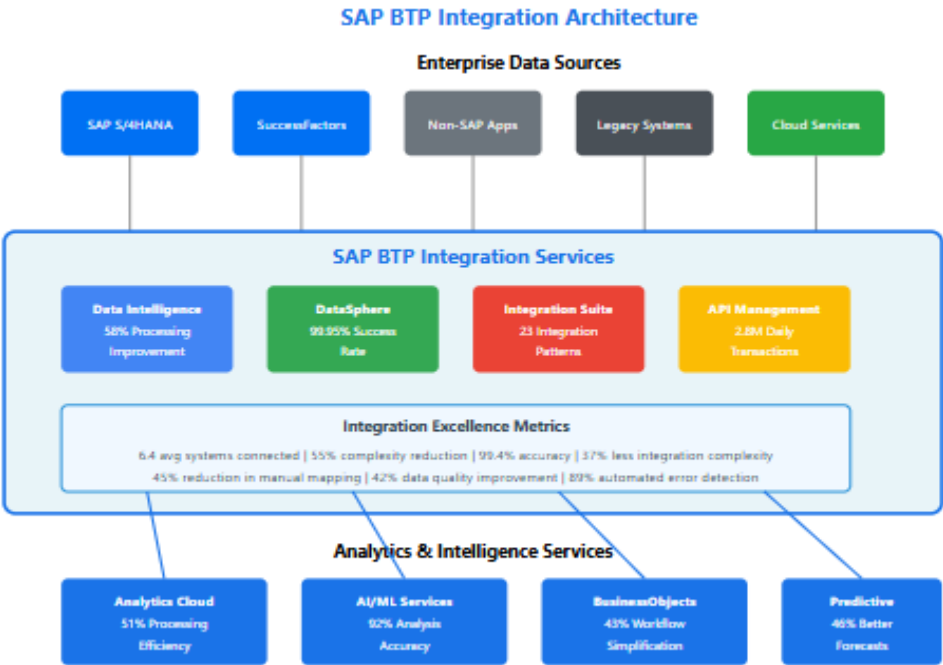 SAP BTP Integration Architecture
Enterprise Data Sources
SAP S/4HANA
SuccessFactors
Non-SAP Apps
Legacy Systems
Cloud Services
SAP BTP Integration Services
Data Intelligence
58% Processing
Improvement
DataSphere
99.95% Success
Rate
Integration Suite
23 Integration
Patterns
API Management
2.8M Daily
Transactions
Integration Excellence Metrics
6.4 avg systems connected | 55% complexity reduction | 99.4% accuracy | 37% less integration complexity
45% reduction in manual mapping | 42% data quality improvement | 89% automated error detection
Analytics & Intelligence Services
Analytics Cloud
51% Processing
Efficiency
AI/ML Services
92% Analysis
Accuracy
BusinessObjects
43% Workflow
Simplification
Predictive
46% Better
Forecasts